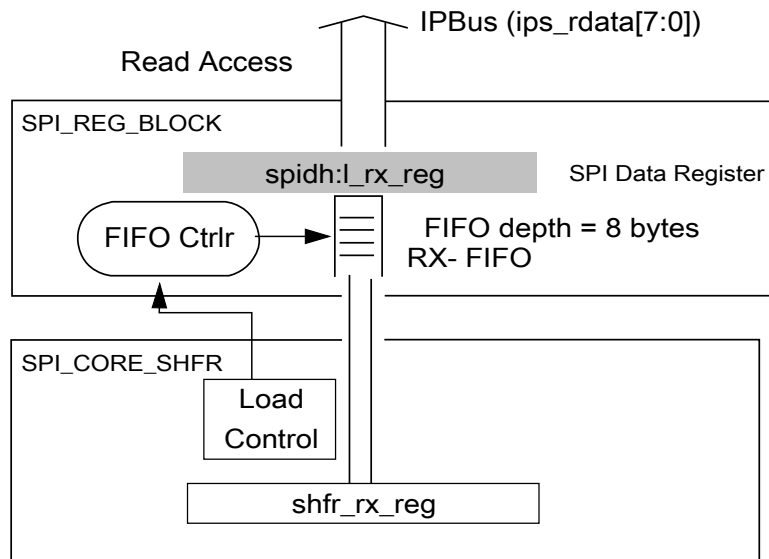 IPBus (ips_rdata[7:0])
Read Access
SPI_REG_BLOCK
spidh:l_rx_reg
SPI Data Register
FIFO Ctrlr
FIFO depth = 8 bytes
RX- FIFO
SPI_CORE_SHFR
Load
Control
shfr_rx_reg